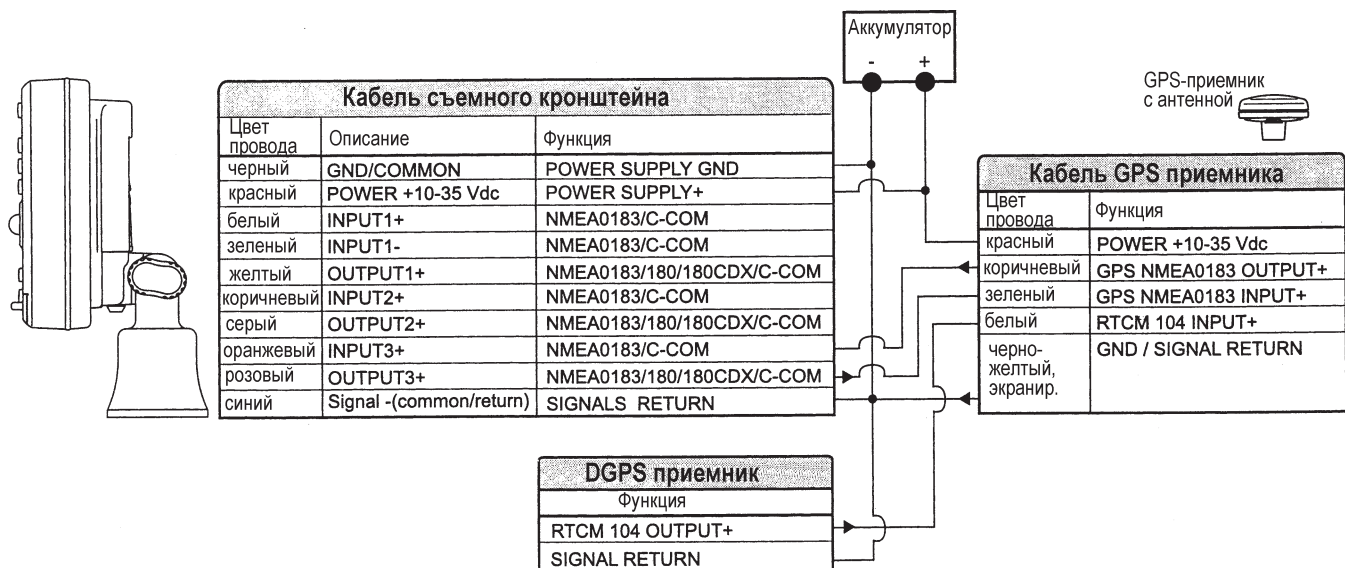 Аккумулятор
- +
GPS-приемник
с антенной
Кабель съемного кронштейна
Цвет провода Описание Функция
черный GND/COMMON POWER SUPPLY GND
красный POWER +10-35 Vdc POWER SUPPLY+
белый INPUT1+ NMEA0183/C-COM
зеленый INPUT1- NMEA0183/C-COM
желтый OUTPUT1+ NMEA0183/180/180CDX/C-COM
коричневый INPUT2+ NMEA0183/C-COM
серый OUTPUT2+ NMEA0183/180/180CDX/C-COM
оранжевый INPUT3+ NMEA0183/C-COM
розовый OUTPUT3+ NMEA0183/180/180CDX/C-COM
синий Signal -(common/return) SIGNALS RETURN
Кабель GPS приемника
Цвет провода Функция
красный POWER +10-35 Vdc
коричневый GPS NMEA0183 OUTPUT+
зеленый GPS NMEA0183 INPUT+
белый RTCM 104 INPUT+
черно- GND / SIGNAL RETURN
желтый,
экранир.
DGPS приемник
Функция
RTCM 104 OUTPUT+
SIGNAL RETURN